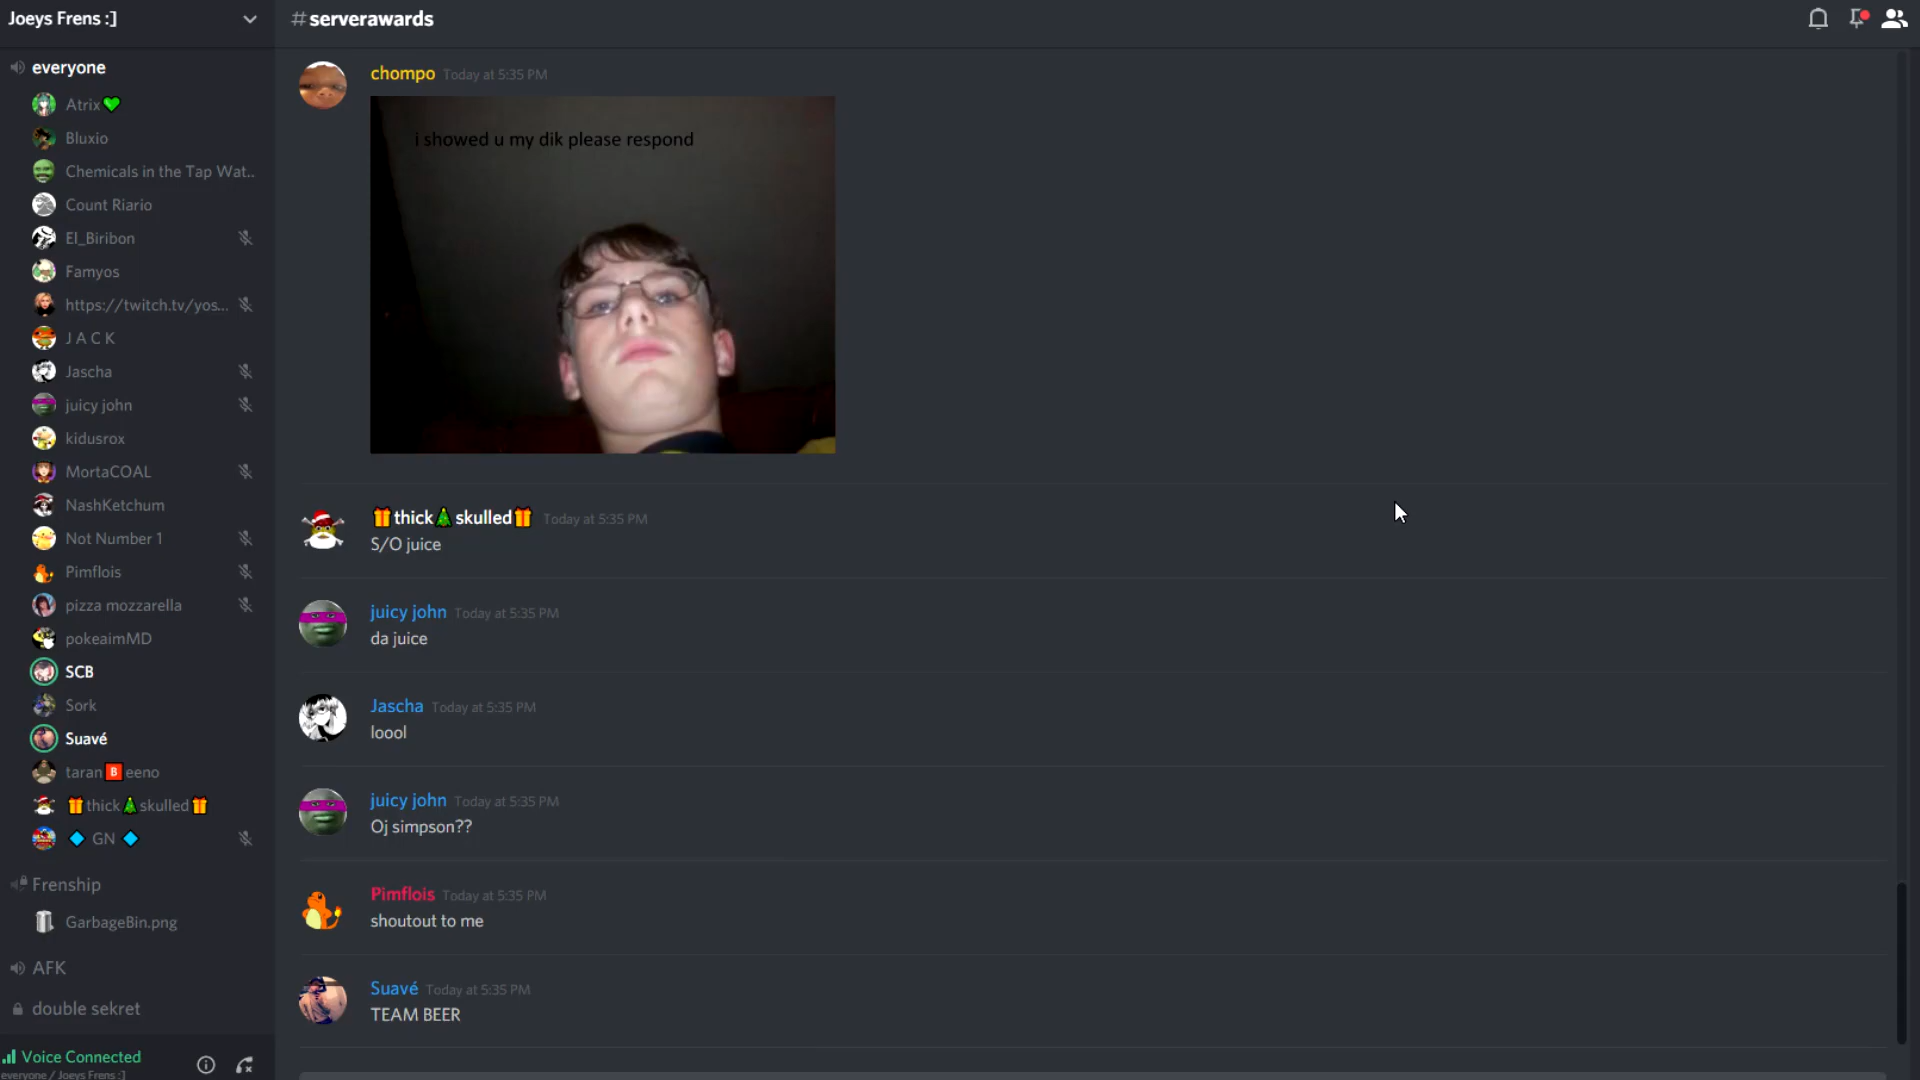 Joeys Frens :]
everyone
Atrix💚
Bluxio
Chemicals in the Tap Wat..
Count Riario
El_Biribon
Famyos
https://twitch.tv/yos...
J A C K
Jascha
juicy john
kidusrox
MortaCOAL
NashKetchum
Not Number 1
Pimflois
pizza mozzarella
pokeaimMD
SCB
Sork
Suavé
taran🅱eeno
🎁thick🎄skulled🎁
🔷 GN 🔷
Frenship
GarbageBin.png
AFK
double sekret
Voice Connected
everyone / Joeys Frens :]
#serverawards
chompo Today at 5:35 PM
i showed u my dik please respond
🎁thick🎄skulled🎁 Today at 5:35 PM
S/O juice
juicy john Today at 5:35 PM
da juice
Jascha Today at 5:35 PM
loool
juicy john Today at 5:35 PM
Oj simpson??
Pimflois Today at 5:35 PM
shoutout to me
Suavé Today at 5:35 PM
TEAM BEER